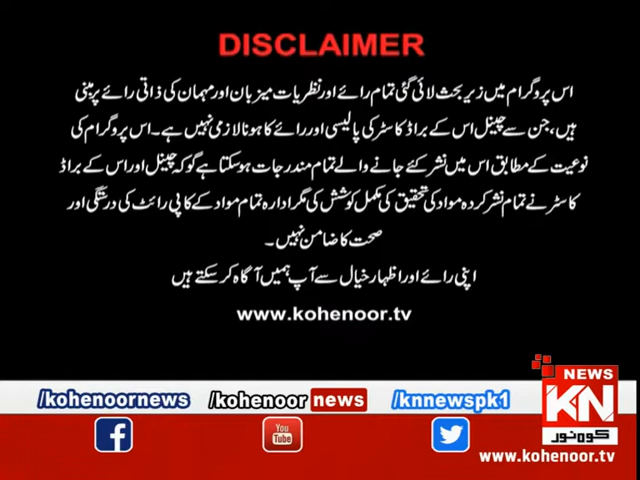 DISCLAIMER
اس پروگرام میں زیر بحث لائی گئی تمام رائے اور نظریات میزبان اور مہمان کی ذاتی رائے پر مبنی
ہیں، جن سے چینل اس کے براڈ کاسٹر کی پالیسی اور رائے کا ہونا لازمی نہیں ہے۔ اس پروگرام کی
نوعیت کے مطابق اس میں نشر کئے جانے والے تمام مندرجات ہو سکتا ہے گو کہ چینل اور اس کے براڈ
کاسٹر نے تمام نشر کردہ مواد کی تحقیق کی مکمل کوشش کی مگر ادارہ تمام مواد کے کاپی رائٹ کی درستگی اور
صحت کا ضامن نہیں۔
اپنی رائے اور اظہار خیال سے آپ ہمیں آگاہ کر سکتے ہیں
www.kohenoor.tv
/kohenoornews /kohenoor news /knnewspk1
You
Tube
NEWS
KN
کوہ نور
www.kohenoor.tv